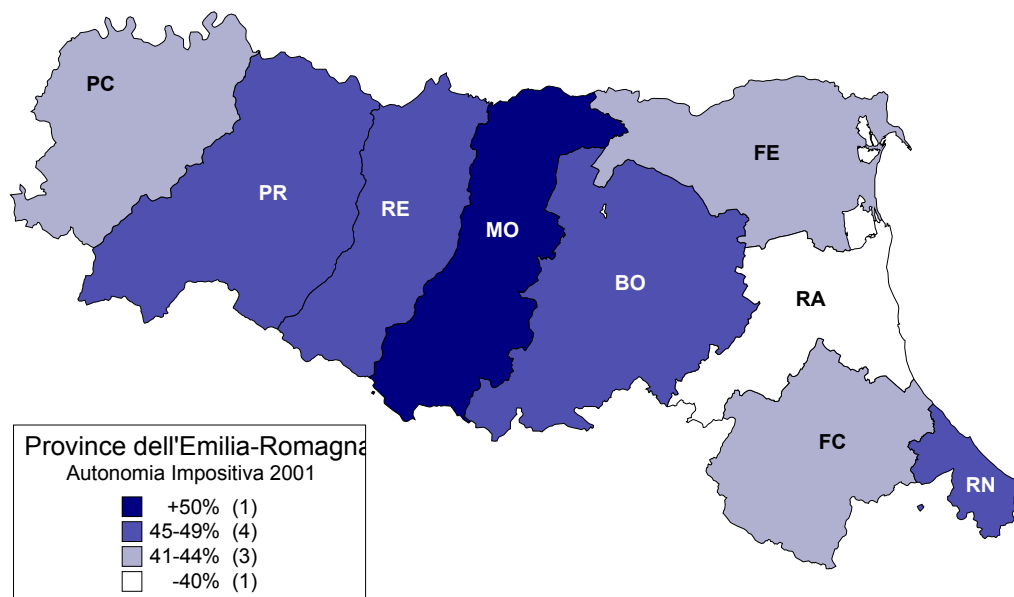 PC
PR
RE
MO
BO
FE
RA
FC
RN
Province dell'Emilia-Romagna
Autonomia Impositiva 2001
+50% (1)
45-49% (4)
41-44% (3)
-40% (1)